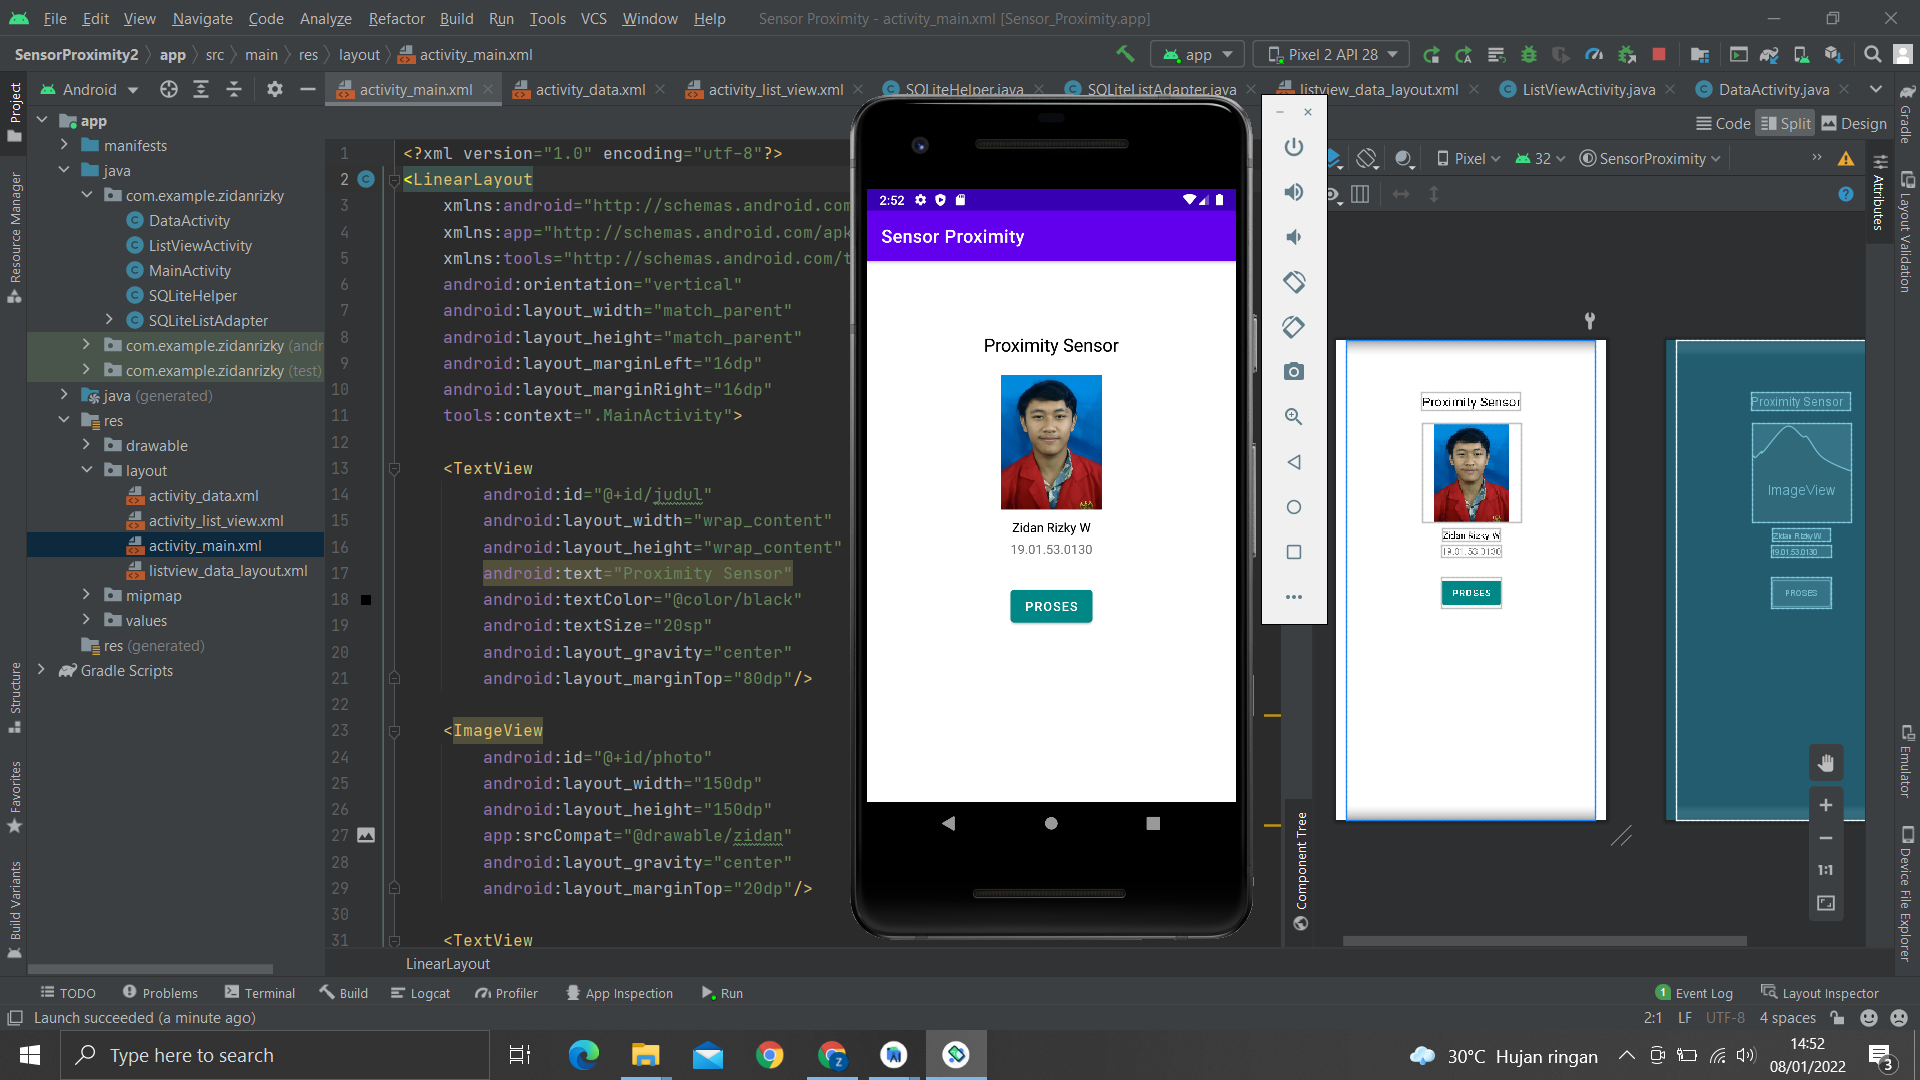 File Edit View Navigate Code Analyze Refactor Build Run Tools VCS Window Help Sensor Proximity - activity_main.xml [Sensor_Proximity.app]
SensorProximity2 app src main res layout activity_main.xml app Pixel 2 API 28
Android activity_main.xml activity_data.xml activity_list_view.xml SQLiteHelper.java SQLiteListAdapter.java listview_data_layout.xml ListViewActivity.java DataActivity.java
Code Split Design
Pixel 32 SensorProximity
Project
Resource Manager
Structure
Favorites
Build Variants
app
manifests
java
com.example.zidanrizky
DataActivity
ListViewActivity
MainActivity
SQLiteHelper
SQLiteListAdapter
com.example.zidanrizky (andr
com.example.zidanrizky (test)
java (generated)
res
drawable
layout
activity_data.xml
activity_list_view.xml
activity_main.xml
listview_data_layout.xml
mipmap
values
res (generated)
Gradle Scripts
1 <?xml version="1.0" encoding="utf-8"?>
2 <LinearLayout
3 xmlns:android="http://schemas.android.com
4 xmlns:app="http://schemas.android.com/apk
5 xmlns:tools="http://schemas.android.com/t
6 android:orientation="vertical"
7 android:layout_width="match_parent"
8 android:layout_height="match_parent"
9 android:layout_marginLeft="16dp"
10 android:layout_marginRight="16dp"
11 tools:context=".MainActivity">
12
13 <TextView
14 android:id="@+id/judul"
15 android:layout_width="wrap_content"
16 android:layout_height="wrap_content"
17 android:text="Proximity Sensor"
18 android:textColor="@color/black"
19 android:textSize="20sp"
20 android:layout_gravity="center"
21 android:layout_marginTop="80dp"/>
22
23 <ImageView
24 android:id="@+id/photo"
25 android:layout_width="150dp"
26 android:layout_height="150dp"
27 app:srcCompat="@drawable/zidan"
28 android:layout_gravity="center"
29 android:layout_marginTop="20dp"/>
30
31 <TextView
LinearLayout
2:52
Sensor Proximity
Proximity Sensor
Zidan Rizky W
19.01.53.0130
PROSES
Proximity Sensor
Zidan Rizky W
19.01.53.0130
PROSES
Proximity Sensor
ImageView
Zidan Rizky W
19.01.53.0130
PROSES
1:1
Component Tree
Attributes
Gradle
Layout Validation
Emulator
Device File Explorer
TODO Problems Terminal Build Logcat Profiler App Inspection Run 1 Event Log Layout Inspector
Launch succeeded (a minute ago) 2:1 LF UTF-8 4 spaces
Type here to search
30°C Hujan ringan
14:52
08/01/2022
3